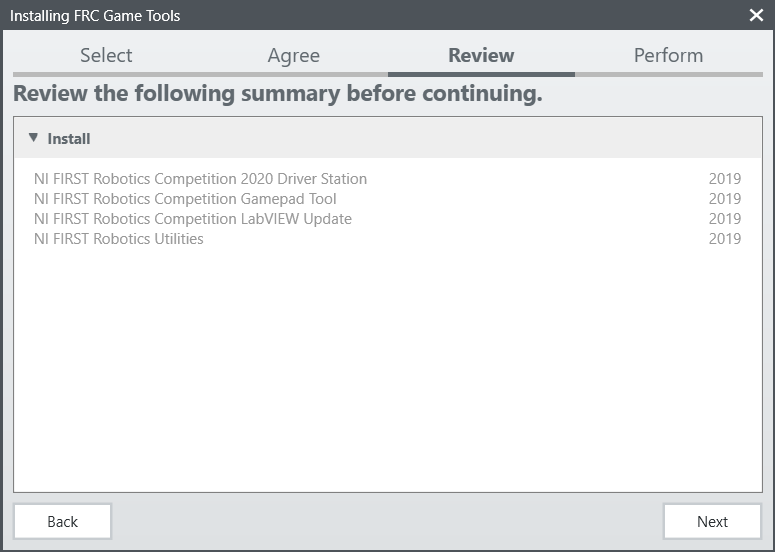 Installing FRC Game Tools
Select Agree Review Perform
Review the following summary before continuing.
Install
NI FIRST Robotics Competition 2020 Driver Station 2019
NI FIRST Robotics Competition Gamepad Tool 2019
NI FIRST Robotics Competition LabVIEW Update 2019
NI FIRST Robotics Utilities 2019
Back Next